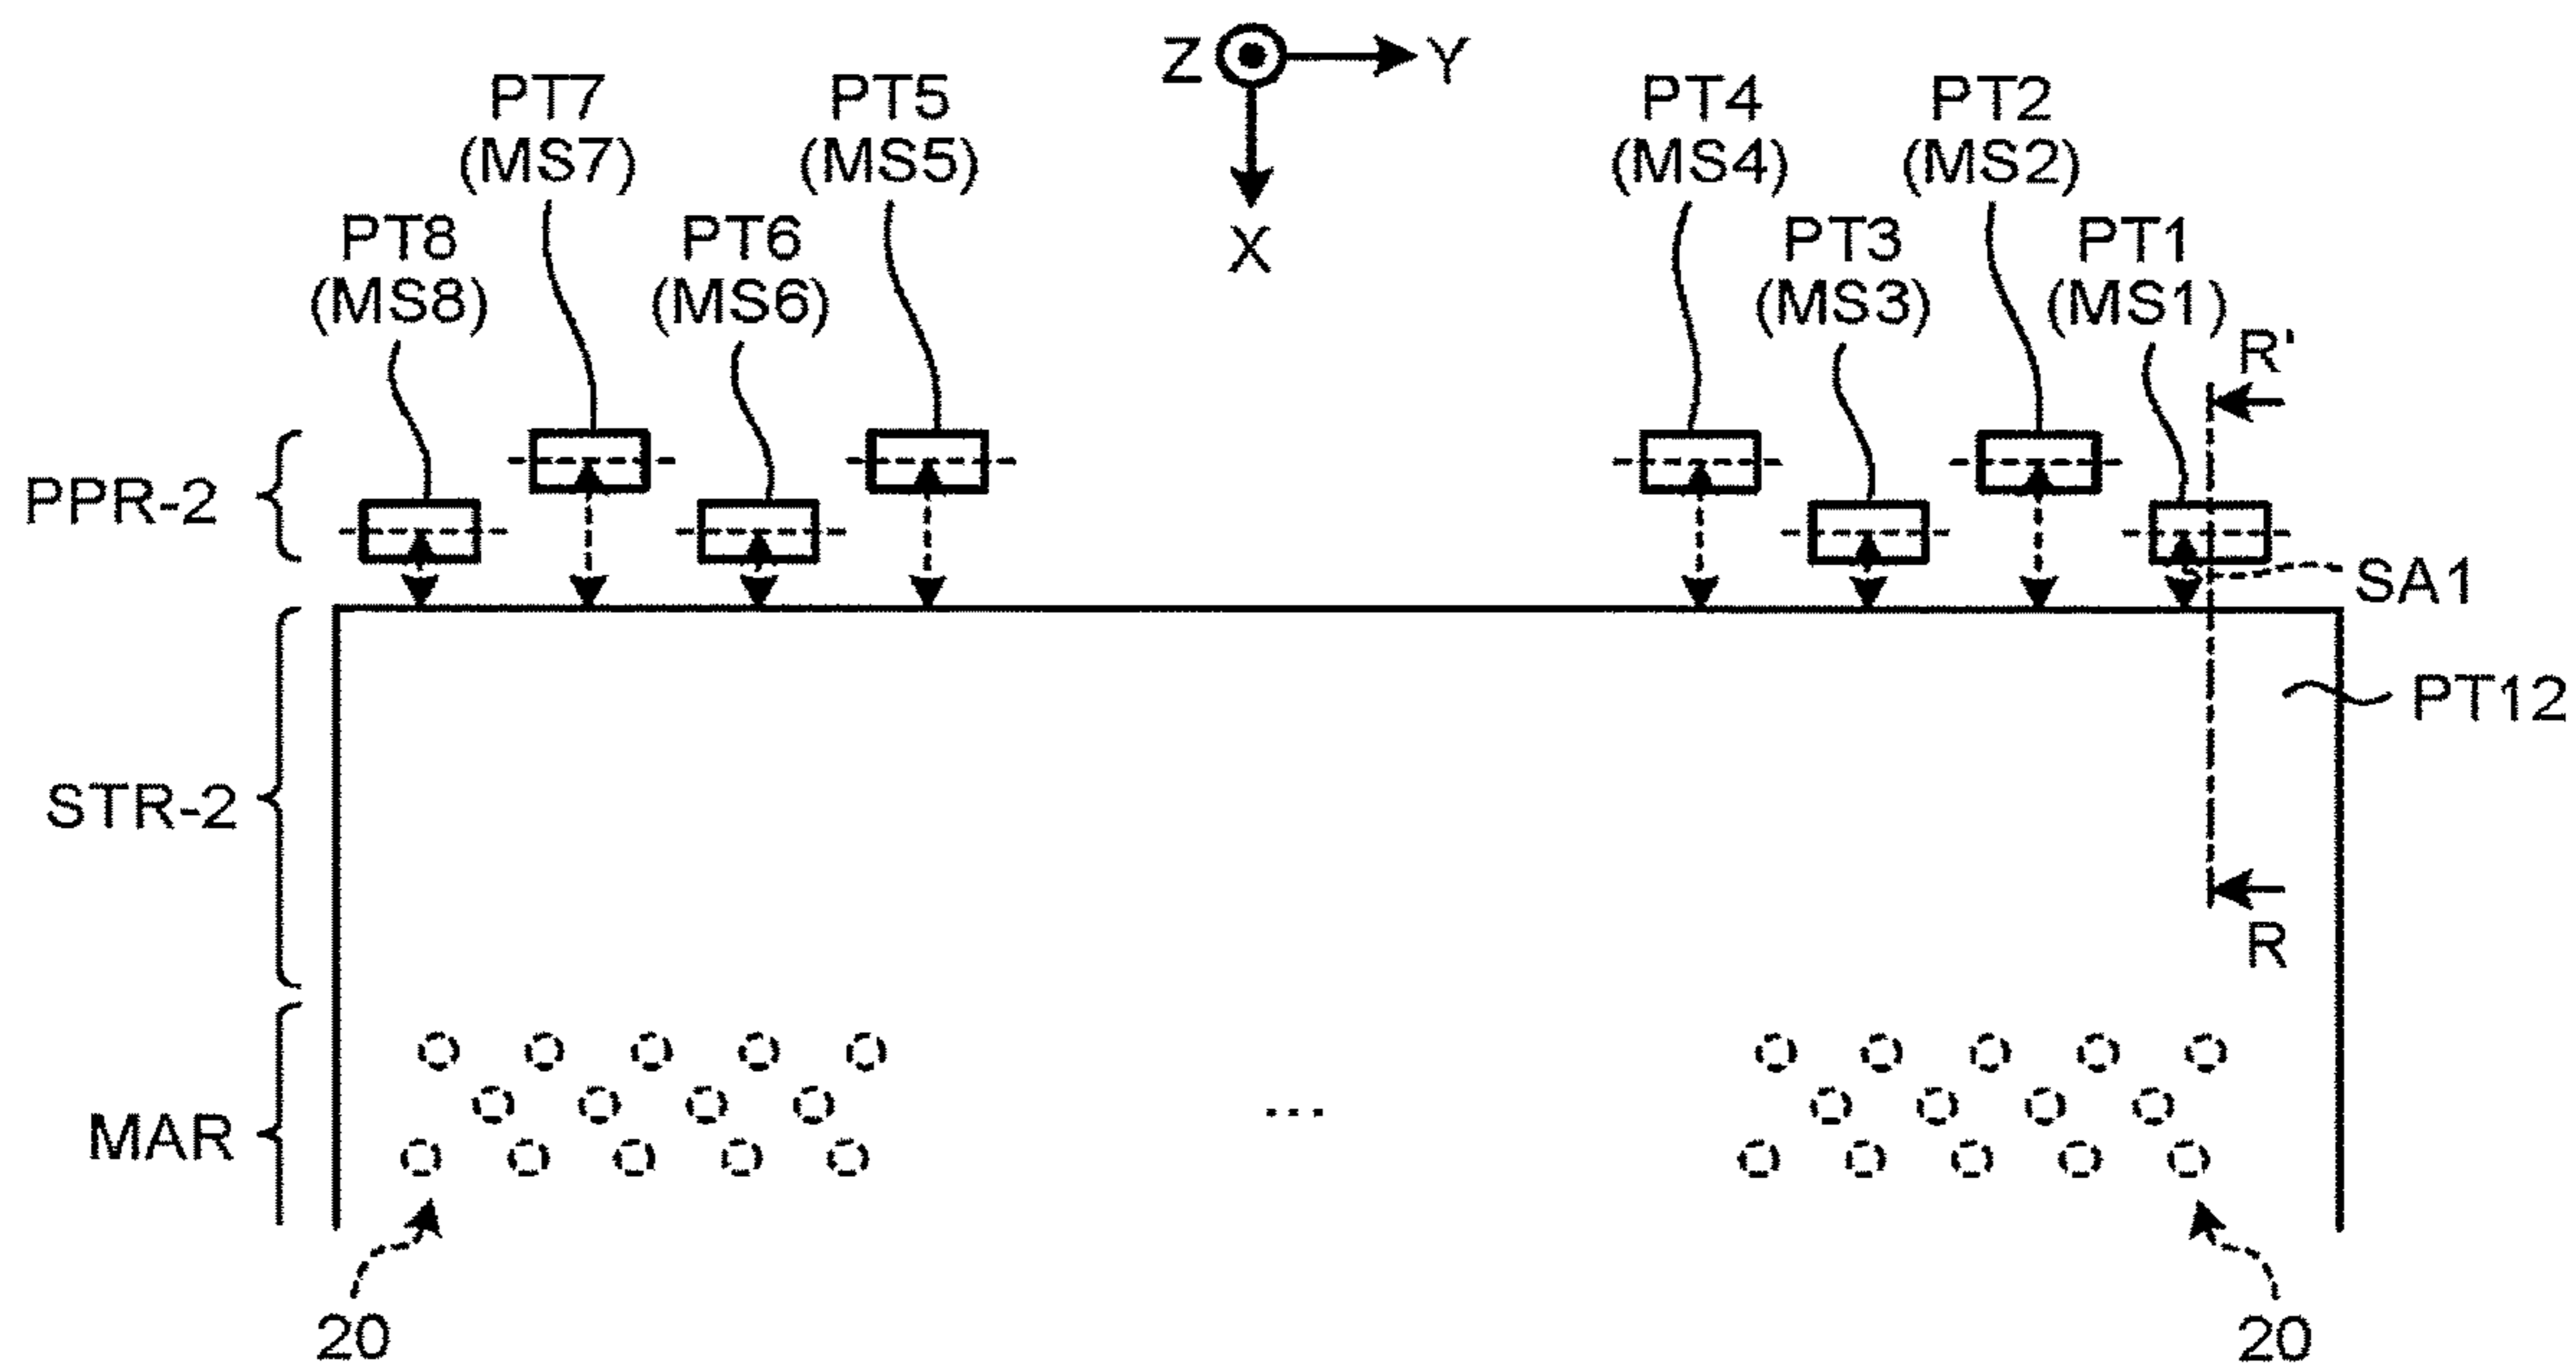 Z Y
X
PT7
(MS7)
PT5
(MS5)
PT4
(MS4)
PT2
(MS2)
PT8
(MS8)
PT6
(MS6)
PT3
(MS3)
PT1
(MS1)
R'
PPR-2
SA1
STR-2
PT12
R
MAR
...
20
20